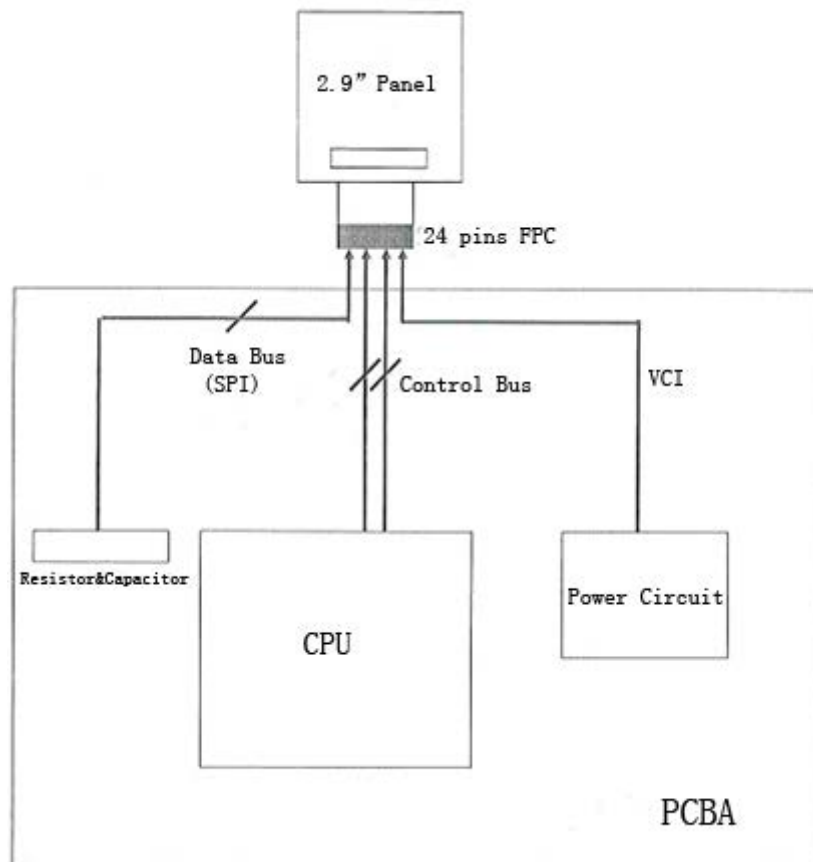 2.9” Panel
24 pins FPC
Data Bus
(SPI)
Control Bus
VCI
Resistor&Capacitor
CPU
Power Circuit
PCBA